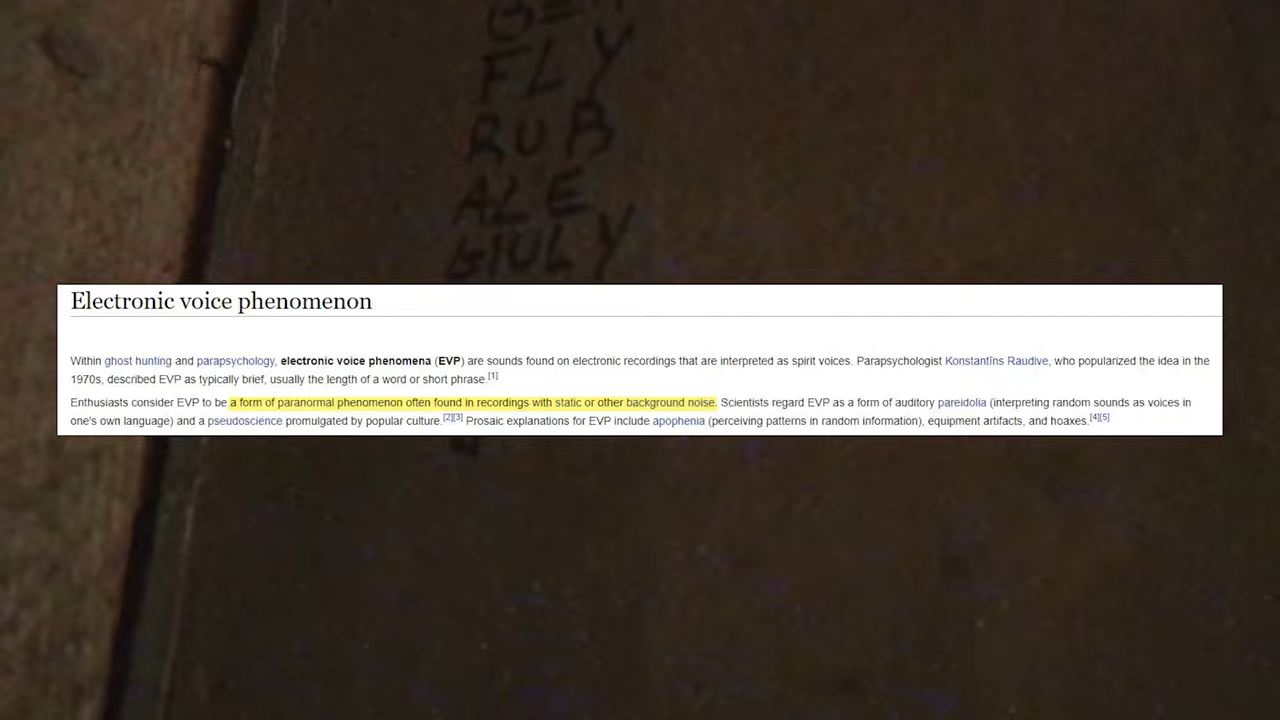 FLY
RUB
ALE
GIULY
Electronic voice phenomenon
Within ghost hunting and parapsychology, electronic voice phenomena (EVP) are sounds found on electronic recordings that are interpreted as spirit voices. Parapsychologist Konstantīns Raudive, who popularized the idea in the
1970s, described EVP as typically brief, usually the length of a word or short phrase.[1]
Enthusiasts consider EVP to be a form of paranormal phenomenon often found in recordings with static or other background noise. Scientists regard EVP as a form of auditory pareidolia (interpreting random sounds as voices in
one's own language) and a pseudoscience promulgated by popular culture.[2][3] Prosaic explanations for EVP include apophenia (perceiving patterns in random information), equipment artifacts, and hoaxes.[4][5]